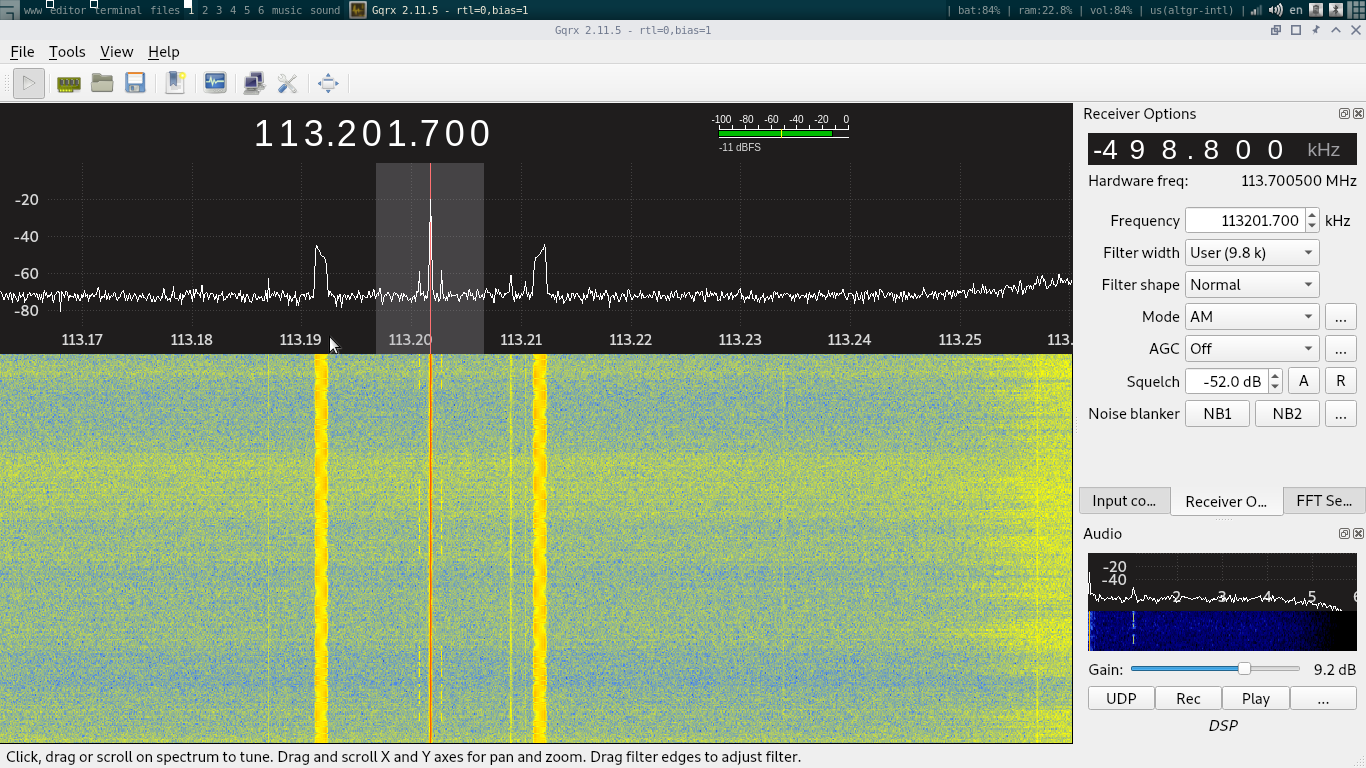 www editor terminal files 1 2 3 4 5 6 music sound Gqrx 2.11.5 - rtl=0,bias=1 | bat:84% | ram:22.8% | vol:84% | us(altgr-intl) | en
Gqrx 2.11.5 - rtl=0,bias=1
File Tools View Help
113.201.700
-100 -80 -60 -40 -20 0
-11 dBFS
-20
-40
-60
-80
113.17 113.18 113.19 113.20 113.21 113.22 113.23 113.24 113.25 113.
Receiver Options
-498.800 kHz
Hardware freq: 113.700500 MHz
Frequency 113201.700 kHz
Filter width User (9.8 k)
Filter shape Normal
Mode AM ...
AGC Off ...
Squelch -52.0 dB A R
Noise blanker NB1 NB2 ...
Input co... Receiver O... FFT Se...
Audio
-20
-40
2 3 4 5 6
Gain: 9.2 dB
UDP Rec Play ...
DSP
Click, drag or scroll on spectrum to tune. Drag and scroll X and Y axes for pan and zoom. Drag filter edges to adjust filter.